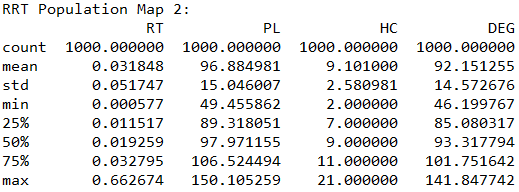 RRT Population Map 2:
RT PL HC DEG
count 1000.000000 1000.000000 1000.000000 1000.000000
mean 0.031848 96.884981 9.101000 92.151255
std 0.051747 15.046007 2.580981 14.572676
min 0.000577 49.455862 2.000000 46.199767
25% 0.011517 89.318051 7.000000 85.080317
50% 0.019259 97.971155 9.000000 93.317794
75% 0.032795 106.524494 11.000000 101.751642
max 0.662674 150.105259 21.000000 141.847742